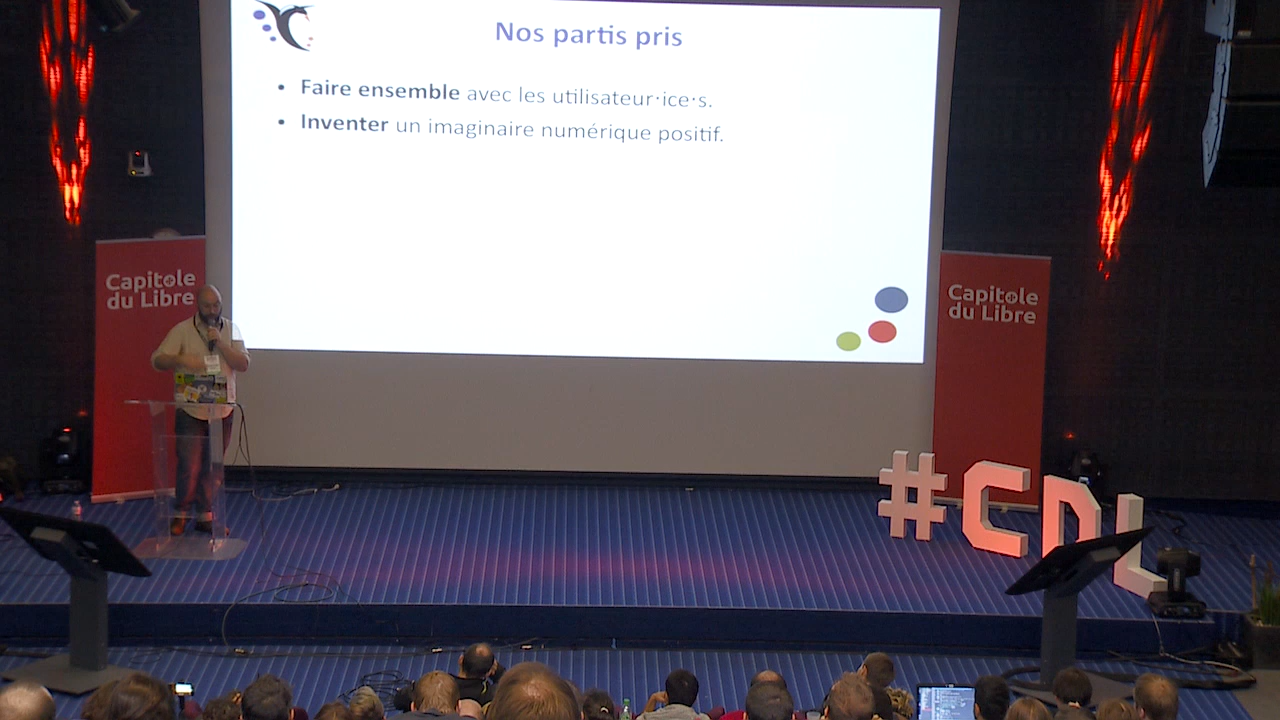 Nos partis pris
• Faire ensemble avec les utilisateur·ice·s.
• Inventer un imaginaire numérique positif.
Capitole
du Libre
Capitole
du Libre
#CDL